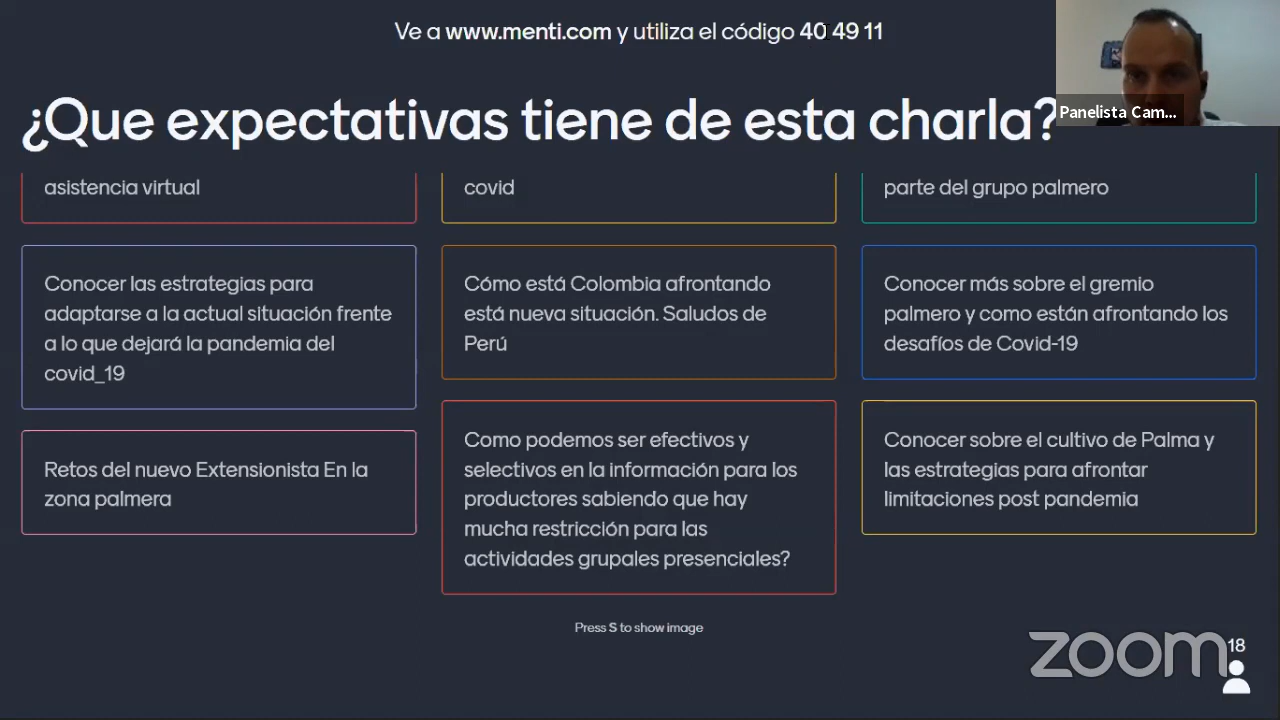 Ve a www.menti.com y utiliza el código 40 49 11
Panelista Cam...
¿Que expectativas tiene de esta charla?
asistencia virtual
covid
parte del grupo palmero
Conocer las estrategias para
adaptarse a la actual situación frente
a lo que dejará la pandemia del
covid_19
Cómo está Colombia afrontando
está nueva situación. Saludos de
Perú
Conocer más sobre el gremio
palmero y como están afrontando los
desafíos de Covid-19
Retos del nuevo Extensionista En la
zona palmera
Como podemos ser efectivos y
selectivos en la información para los
productores sabiendo que hay
mucha restricción para las
actividades grupales presenciales?
Conocer sobre el cultivo de Palma y
las estrategias para afrontar
limitaciones post pandemia
Press S to show image
zoom
18